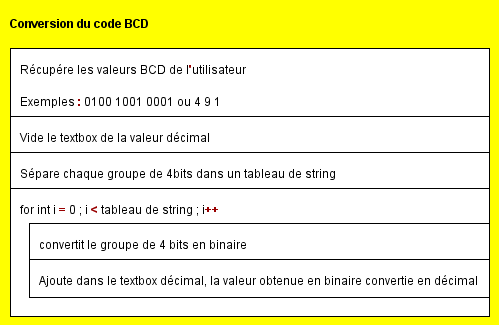 Conversion du code BCD
Récupére les valeurs BCD de l'utilisateur
Exemples : 0100 1001 0001 ou 4 9 1
Vide le textbox de la valeur décimal
Sépare chaque groupe de 4bits dans un tableau de string
for int i = 0 ; i < tableau de string ; i++
convertit le groupe de 4 bits en binaire
Ajoute dans le textbox décimal, la valeur obtenue en binaire convertie en décimal